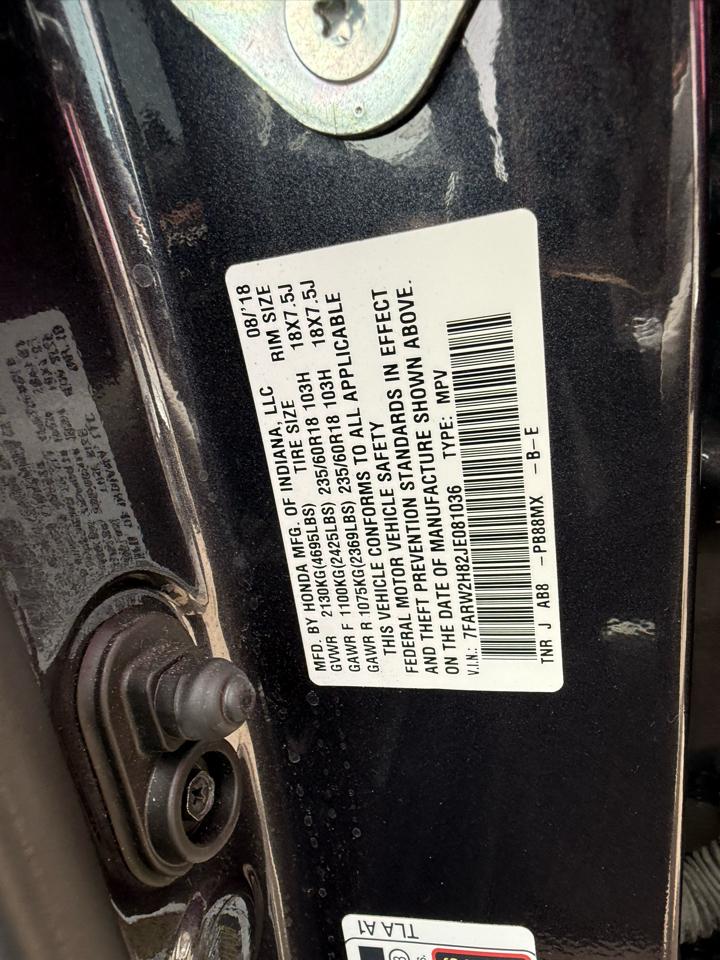 MFD. BY HONDA MFG. OF INDIANA, LLC 08/'18
TIRE SIZE RIM SIZE
GVWR 2130KG(4695LBS)
GAWR F 1100KG(2425LBS) 235/60R18 103H 18X7.5J
GAWR R 1075KG(2369LBS) 235/60R18 103H 18X7.5J
THIS VEHICLE CONFORMS TO ALL APPLICABLE
FEDERAL MOTOR VEHICLE SAFETY
AND THEFT PREVENTION STANDARDS IN EFFECT
ON THE DATE OF MANUFACTURE SHOWN ABOVE.
V.I.N.: 7FARW2H82JE081036 TYPE: MPV
TNR J AB8 -PB88MX -B-E
TLA A1